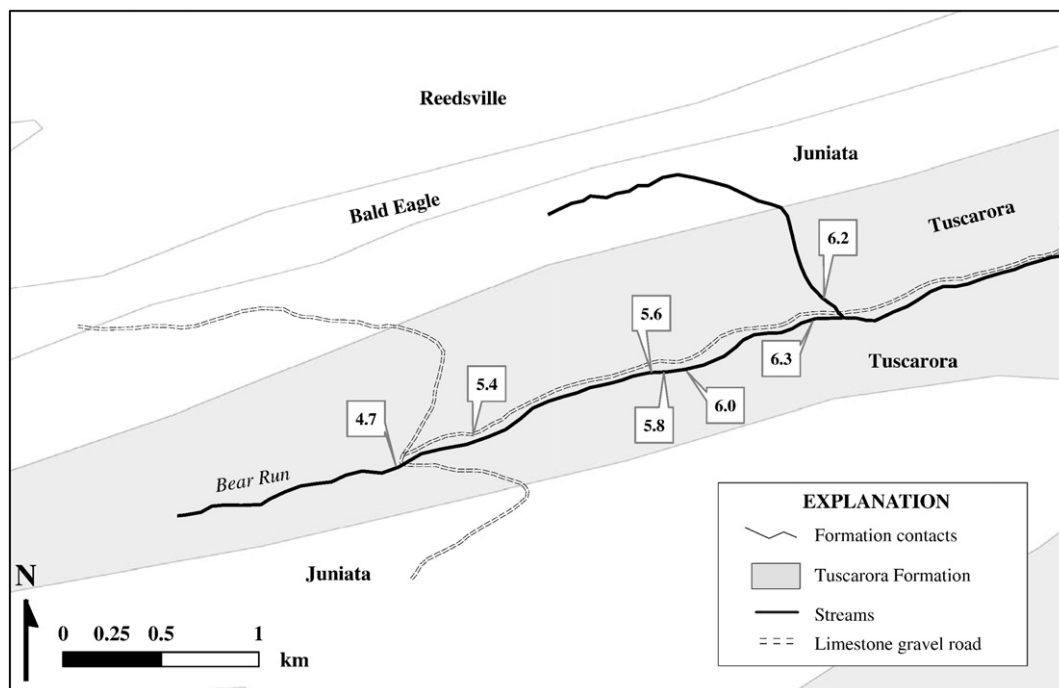 Reedsville
Juniata
Bald Eagle
Tuscarora
6.2
5.6
6.3
Tuscarora
5.4
4.7
5.8
6.0
Bear Run
Juniata
N
0 0.25 0.5 1
km
EXPLANATION
Formation contacts
Tuscarora Formation
Streams
Limestone gravel road